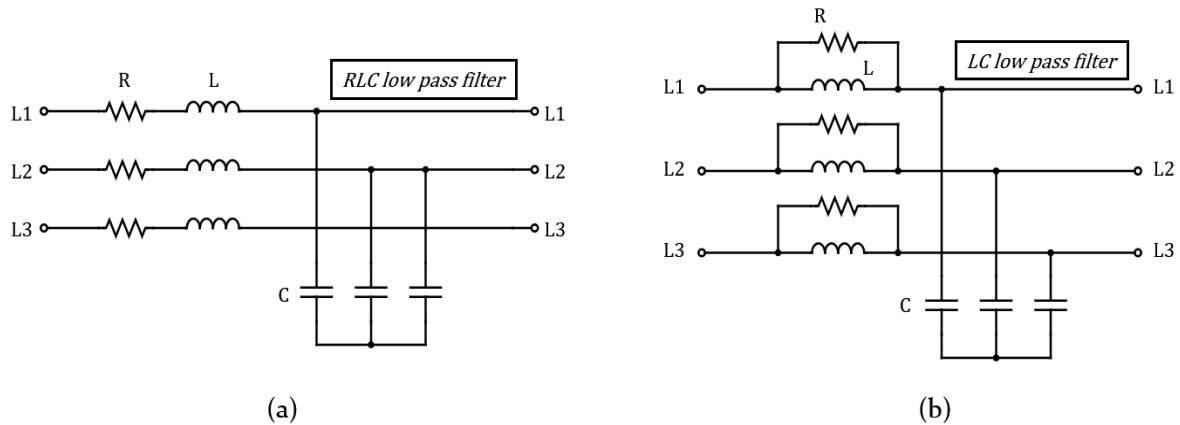 R
L
RLC low pass filter
L1
L1
L2
L2
L3
L3
C
(a)
R
L
LC low pass filter
L1
L1
L2
L2
L3
L3
C
(b)